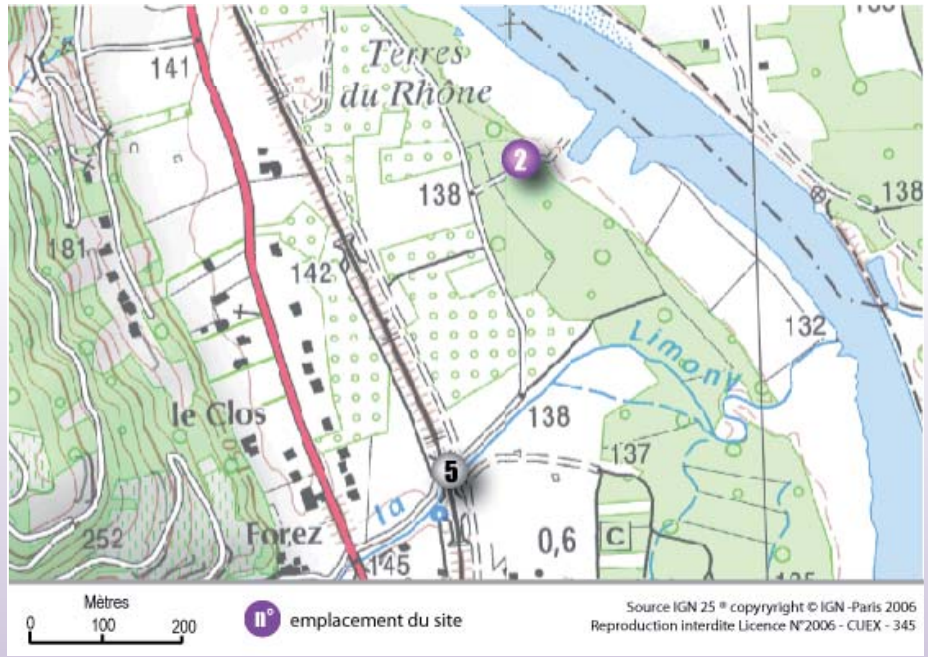 141
Terres
du Rhône
2
138
138
181
142
132
Limony
le Clos
138
137
5
la
Forez
252
0,6
C
145
Mètres
0 100 200
n° emplacement du site
Source IGN 25 ® copyryright © IGN -Paris 2006
Reproduction interdite Licence N°2006 - CUEX - 345